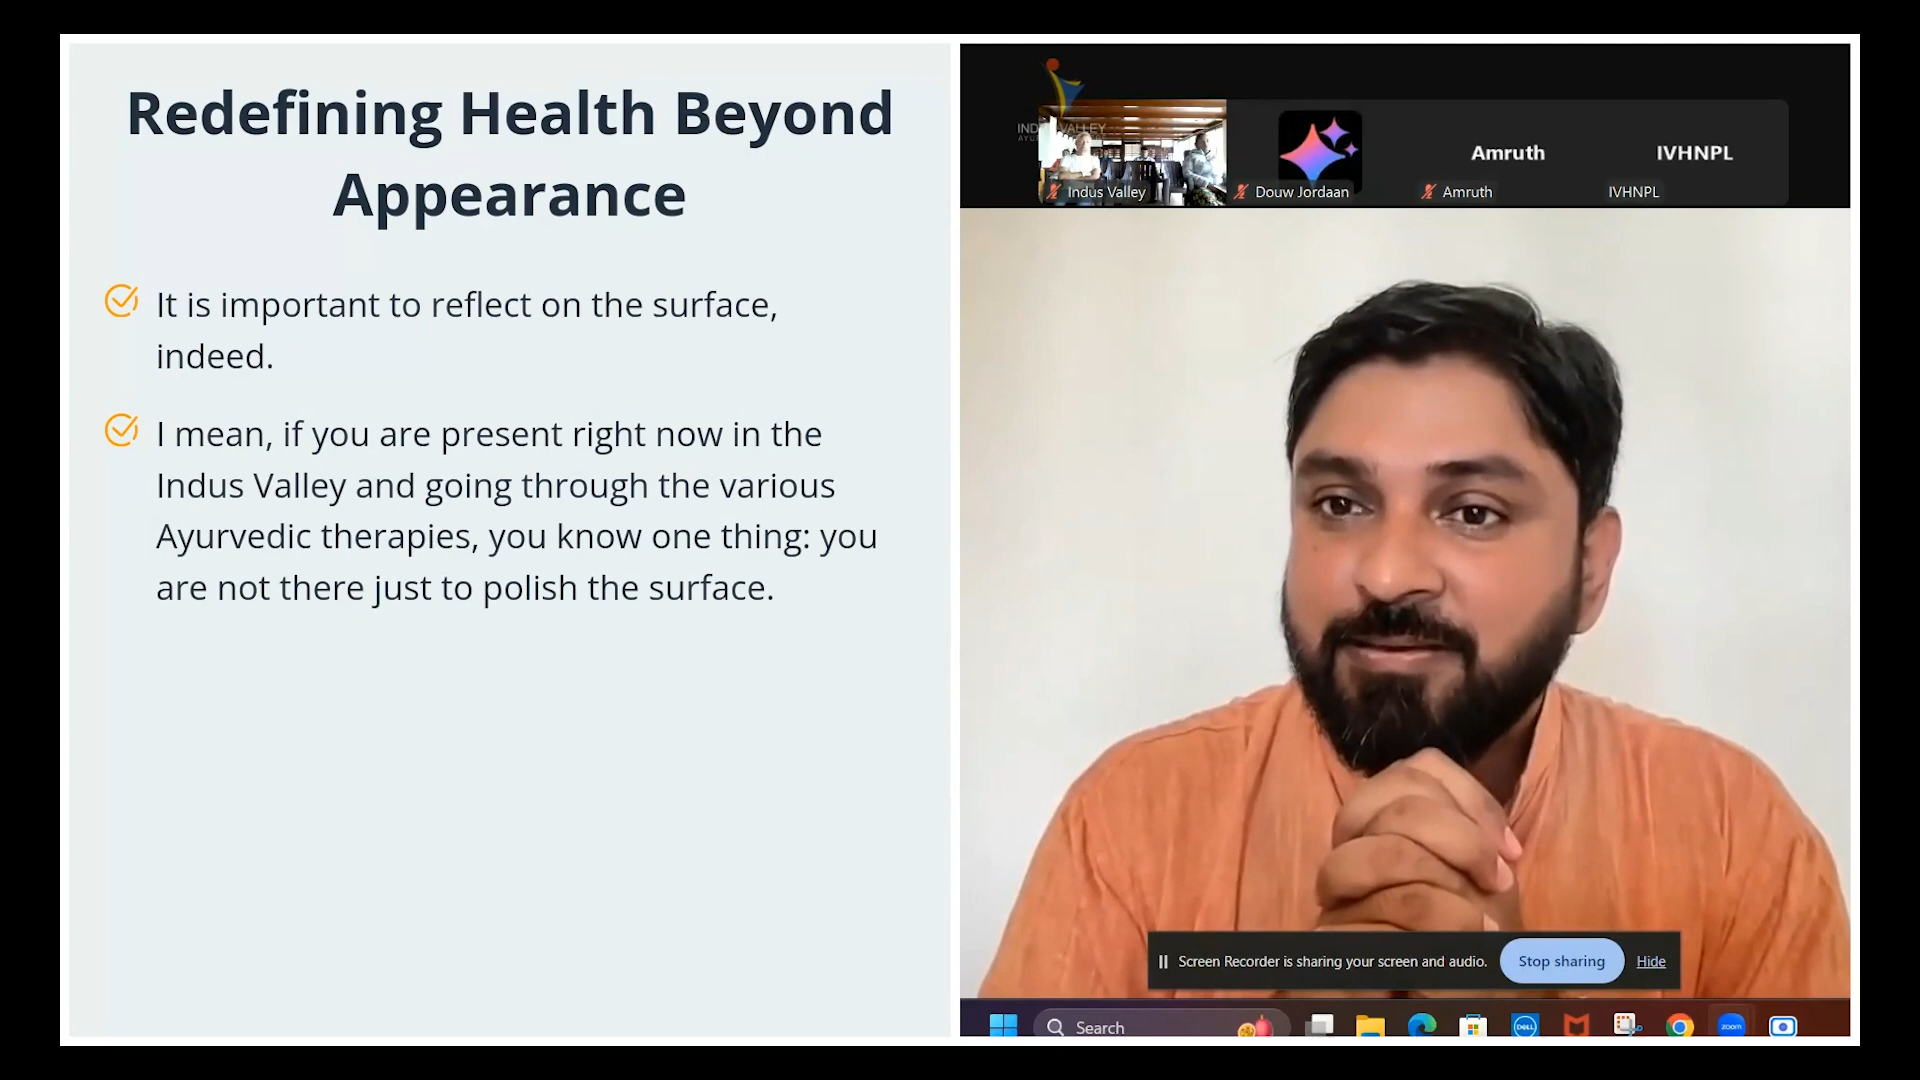 Redefining Health Beyond
Appearance
It is important to reflect on the surface,
indeed.
I mean, if you are present right now in the
Indus Valley and going through the various
Ayurvedic therapies, you know one thing: you
are not there just to polish the surface.
Indus Valley
Douw Jordaan
Amruth
Amruth
IVHNPL
IVHNPL
Screen Recorder is sharing your screen and audio.
Stop sharing
Hide
Search
DELL
zoom